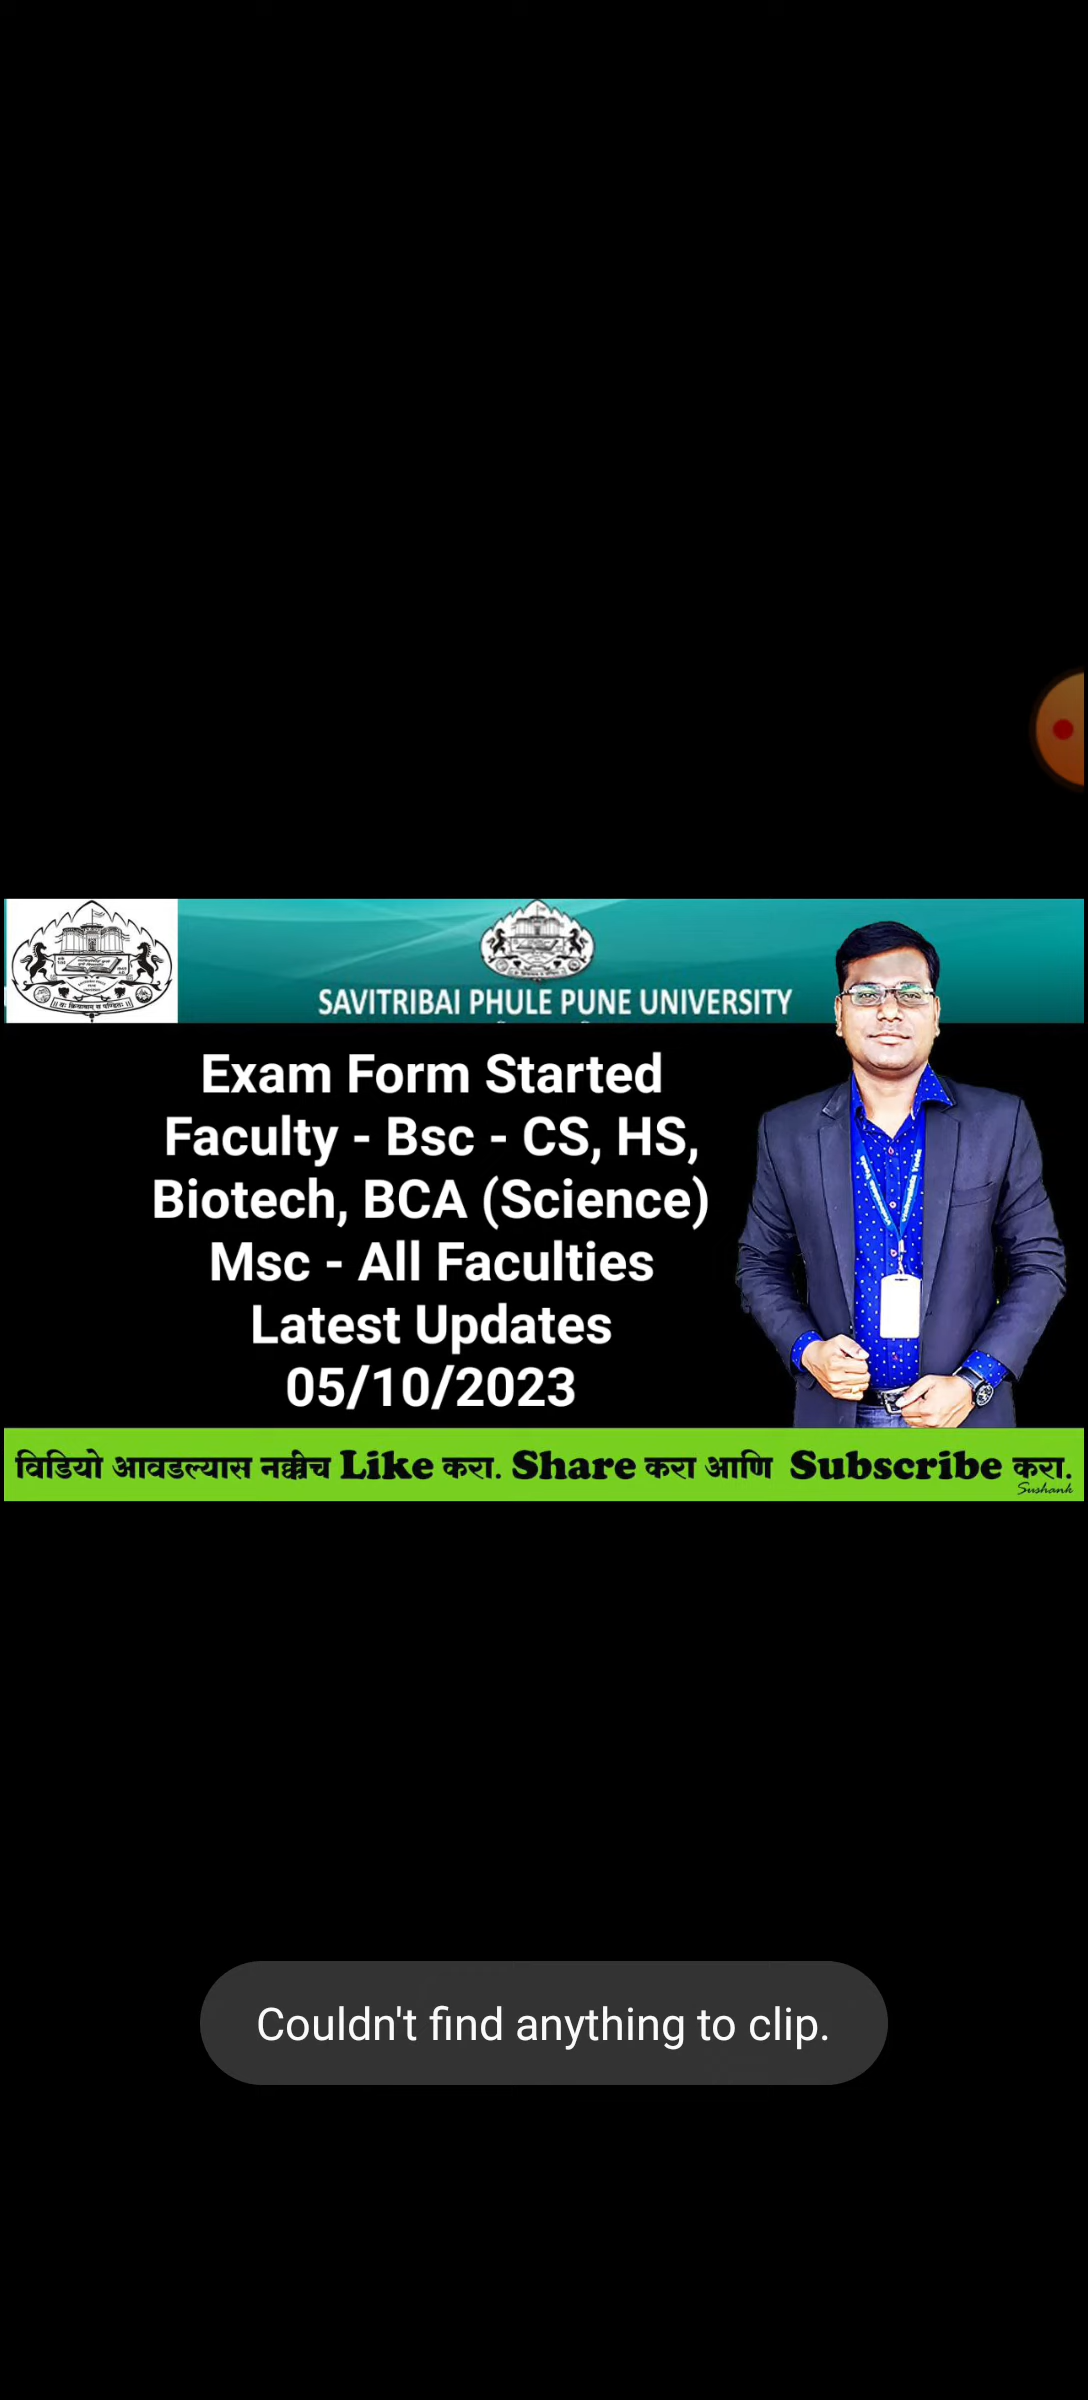 SAVITRIBAI PHULE PUNE UNIVERSITY
Exam Form Started
Faculty - Bsc - CS, HS,
Biotech, BCA (Science)
Msc - All Faculties
Latest Updates
05/10/2023
विडियो आवडल्यास नक्कीच Like करा. Share करा आणि Subscribe करा.
Sushank
Couldn't find anything to clip.